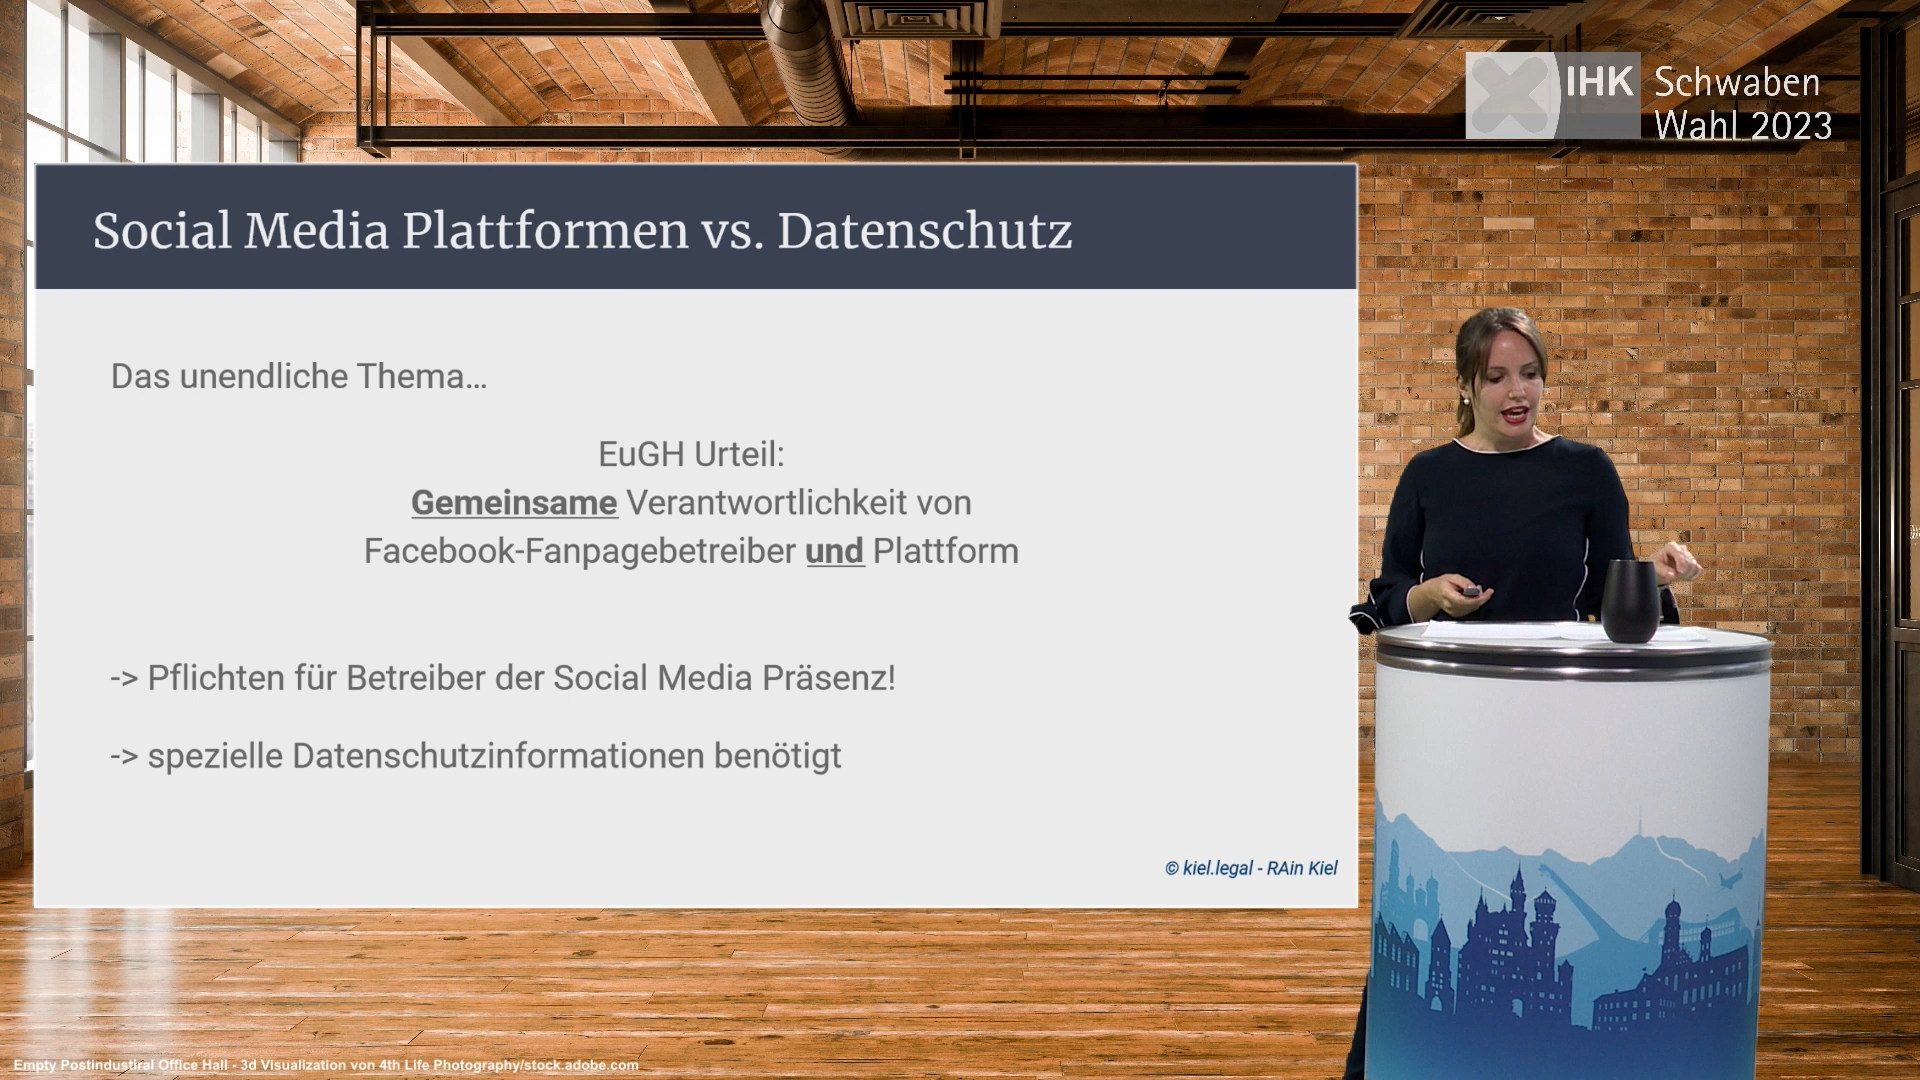 IHK Schwaben
Wahl 2023
Social Media Plattformen vs. Datenschutz
Das unendliche Thema...
EuGH Urteil:
Gemeinsame Verantwortlichkeit von
Facebook-Fanpagebetreiber und Plattform
-> Pflichten für Betreiber der Social Media Präsenz!
-> spezielle Datenschutzinformationen benötigt
© kiel.legal - RAin Kiel
Empty Postindustiral Office Hall - 3d Visualization von 4th Life Photography/stock.adobe.com